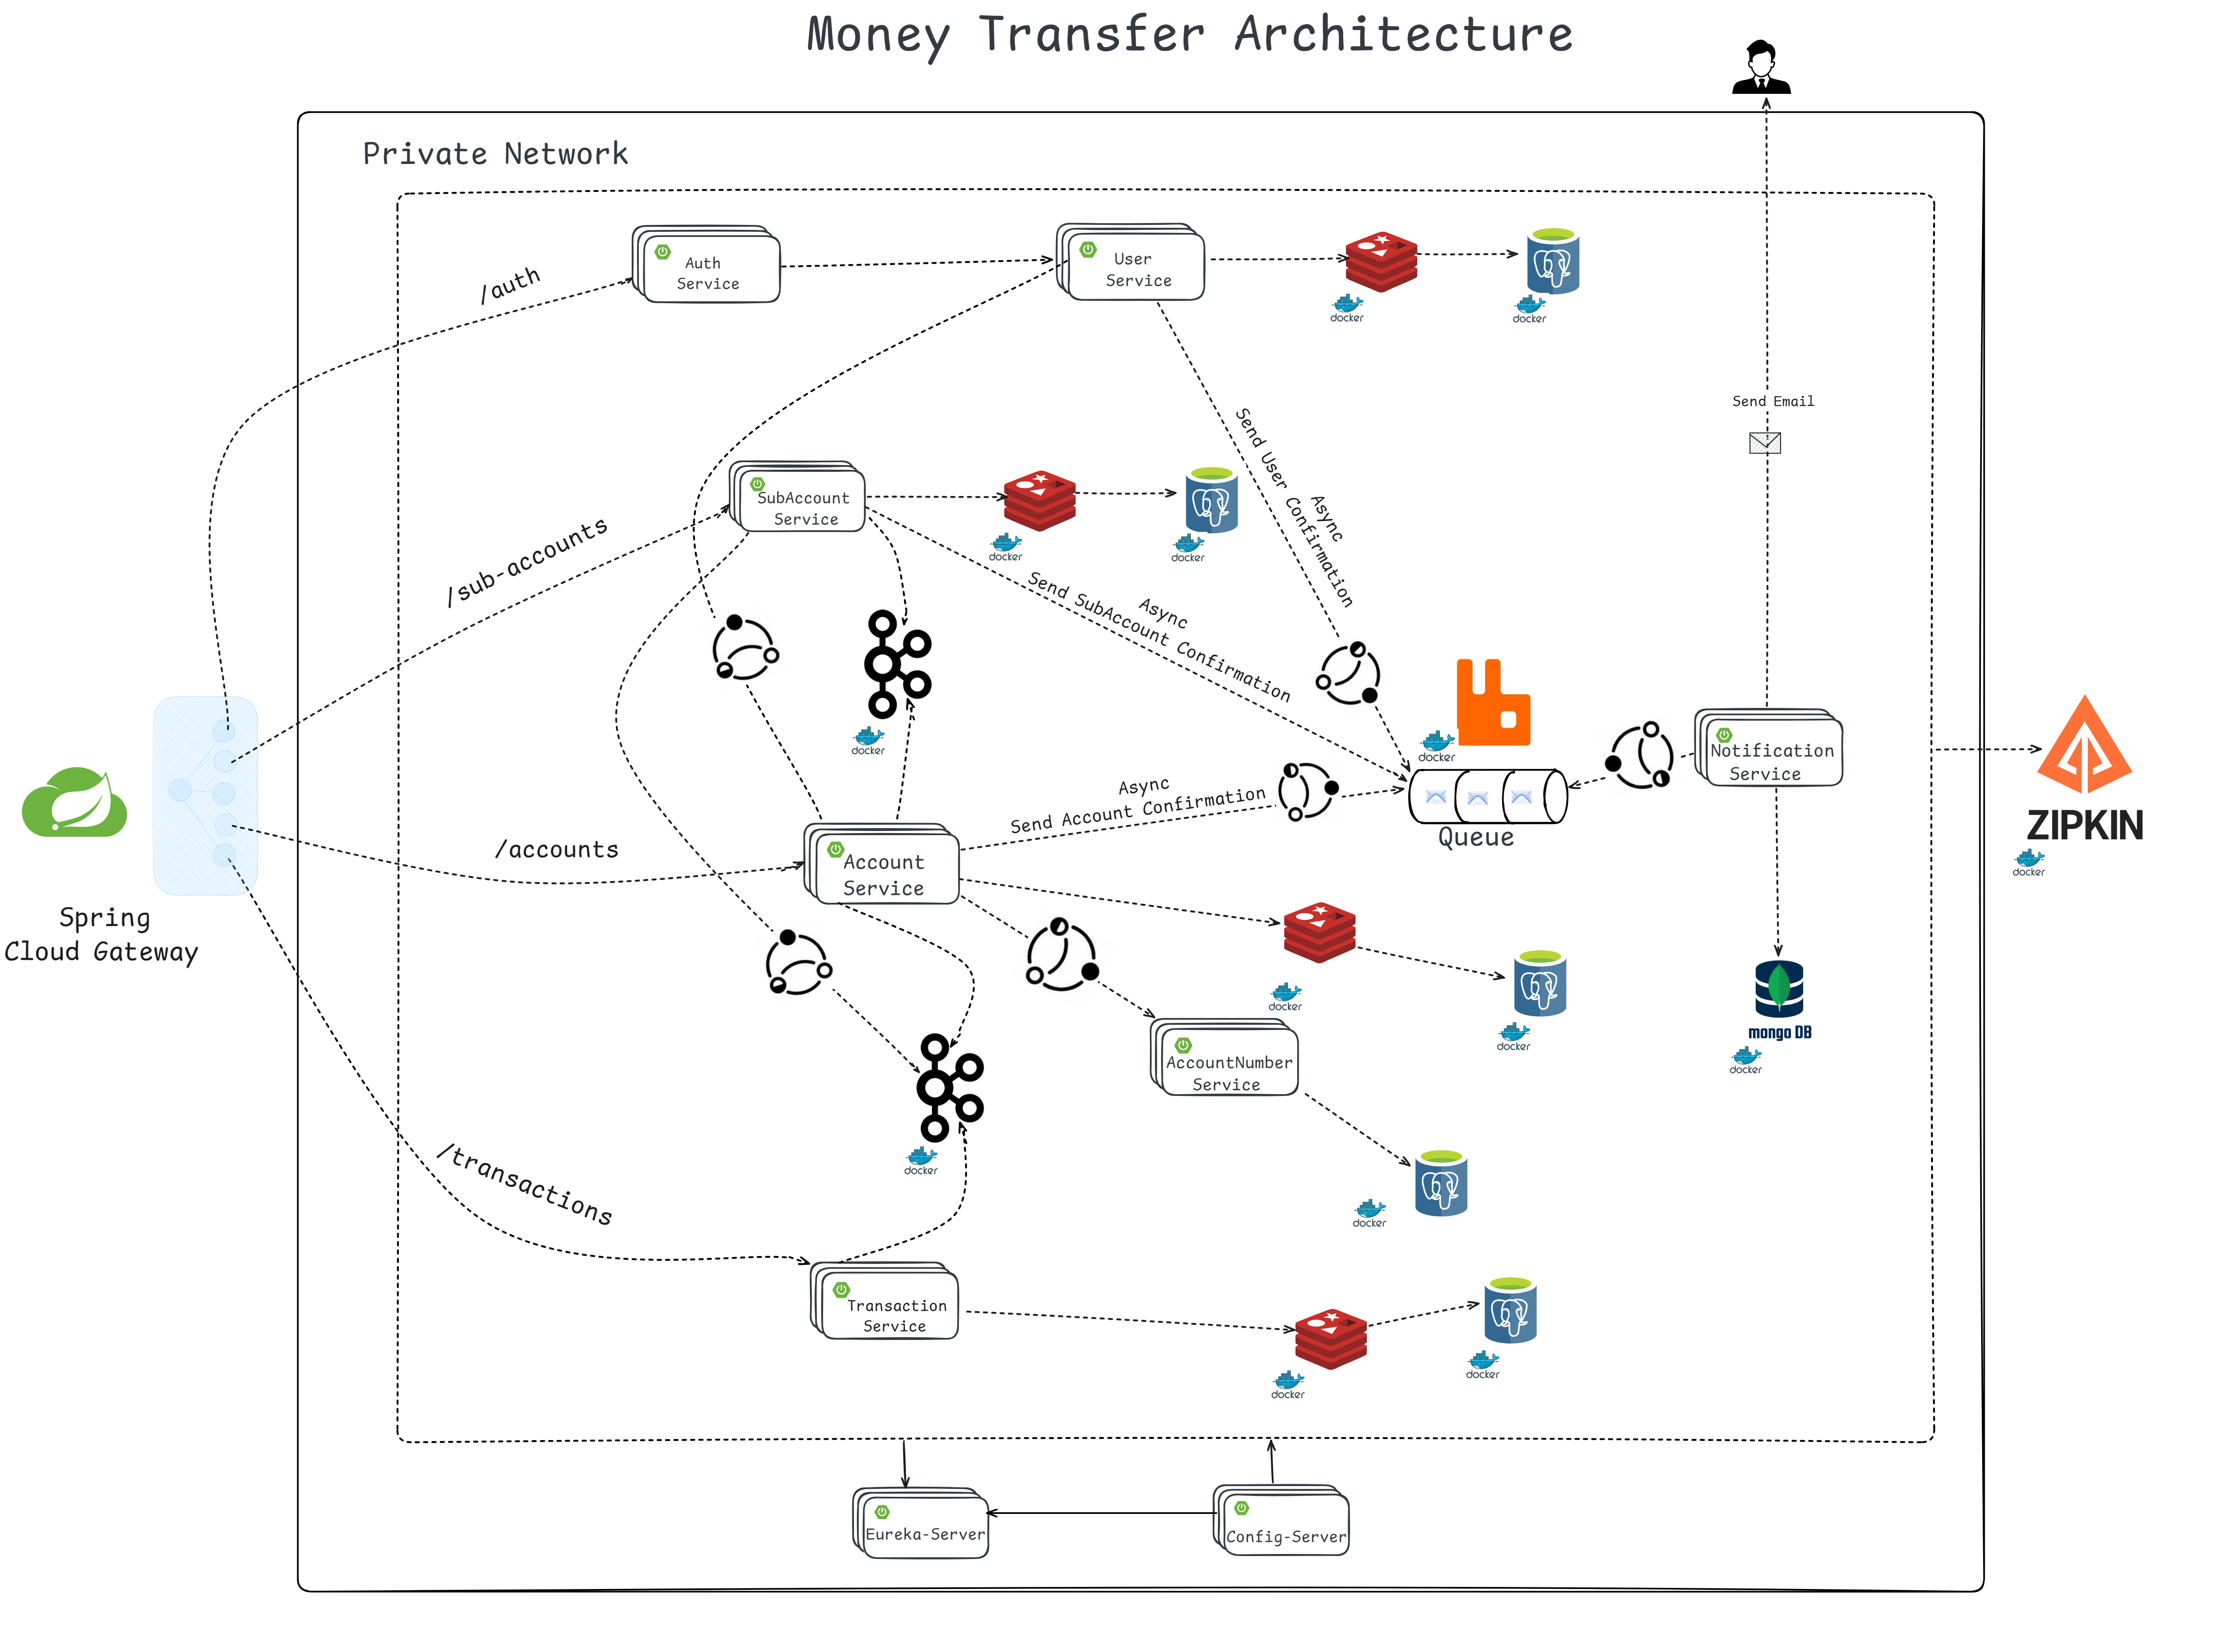 Money Transfer Architecture
Private Network
/auth
Auth
Service
User
Service
docker
docker
Send Email
/sub-accounts
SubAccount
Service
docker
docker
Async
Send User Confirmation
Async
Send SubAccount Confirmation
docker
docker
Notification
Service
ZIPKIN
docker
Async
Send Account Confirmation
Queue
/accounts
Account
Service
Spring
Cloud Gateway
docker
docker
mongo DB
docker
AccountNumber
Service
docker
docker
/transactions
Transaction
Service
docker
docker
Eureka-Server
Config-Server